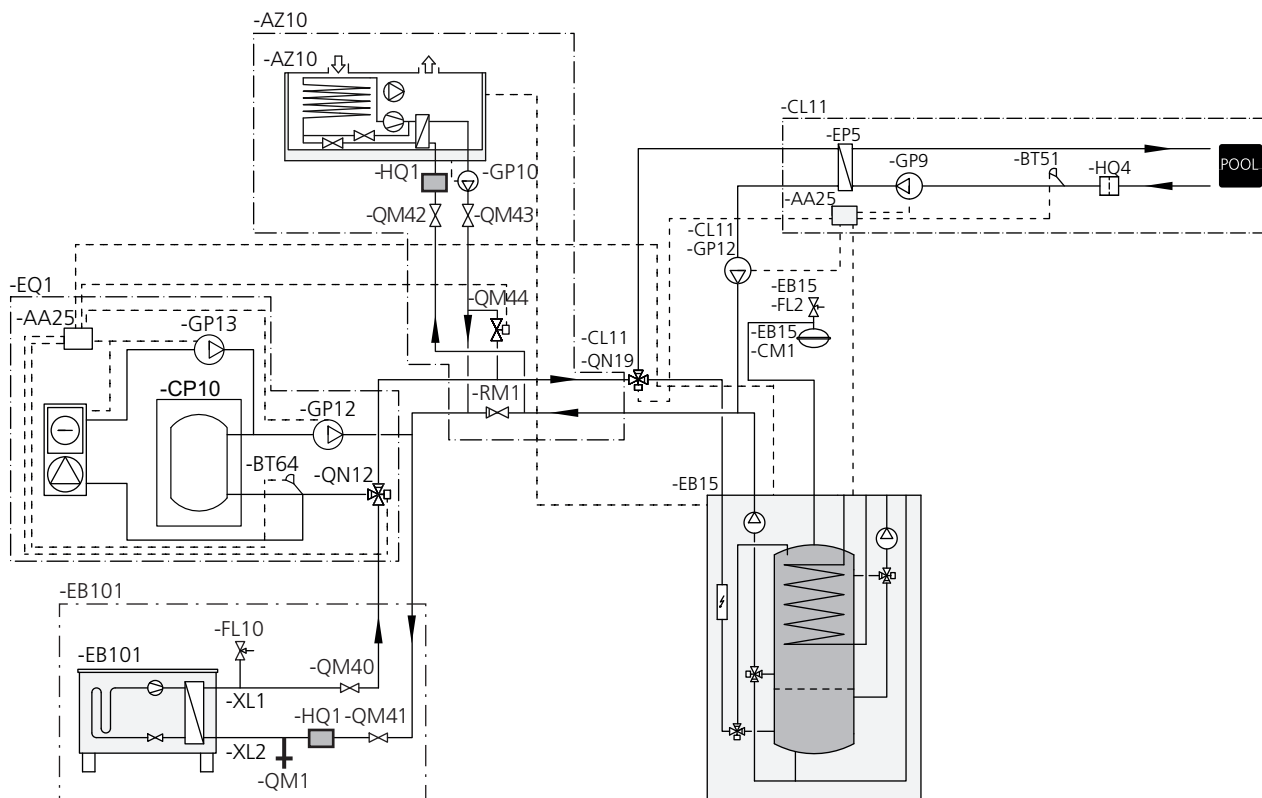 -AZ10
-AZ10
-CL11
-EP5
-GP9
-BT51
-HQ4
POOL
-HQ1
-GP10
-AA25
-QM42
-QM43
-CL11
-GP12
-EQ1
-AA25
-GP13
-QM44
-EB15
-FL2
-CL11
-QN19
-EB15
-CM1
-CP10
-RM1
-GP12
-BT64
-QN12
-EB15
-EB101
-FL10
-EB101
-QM40
-XL1
-HQ1
-QM41
-XL2
-QM1